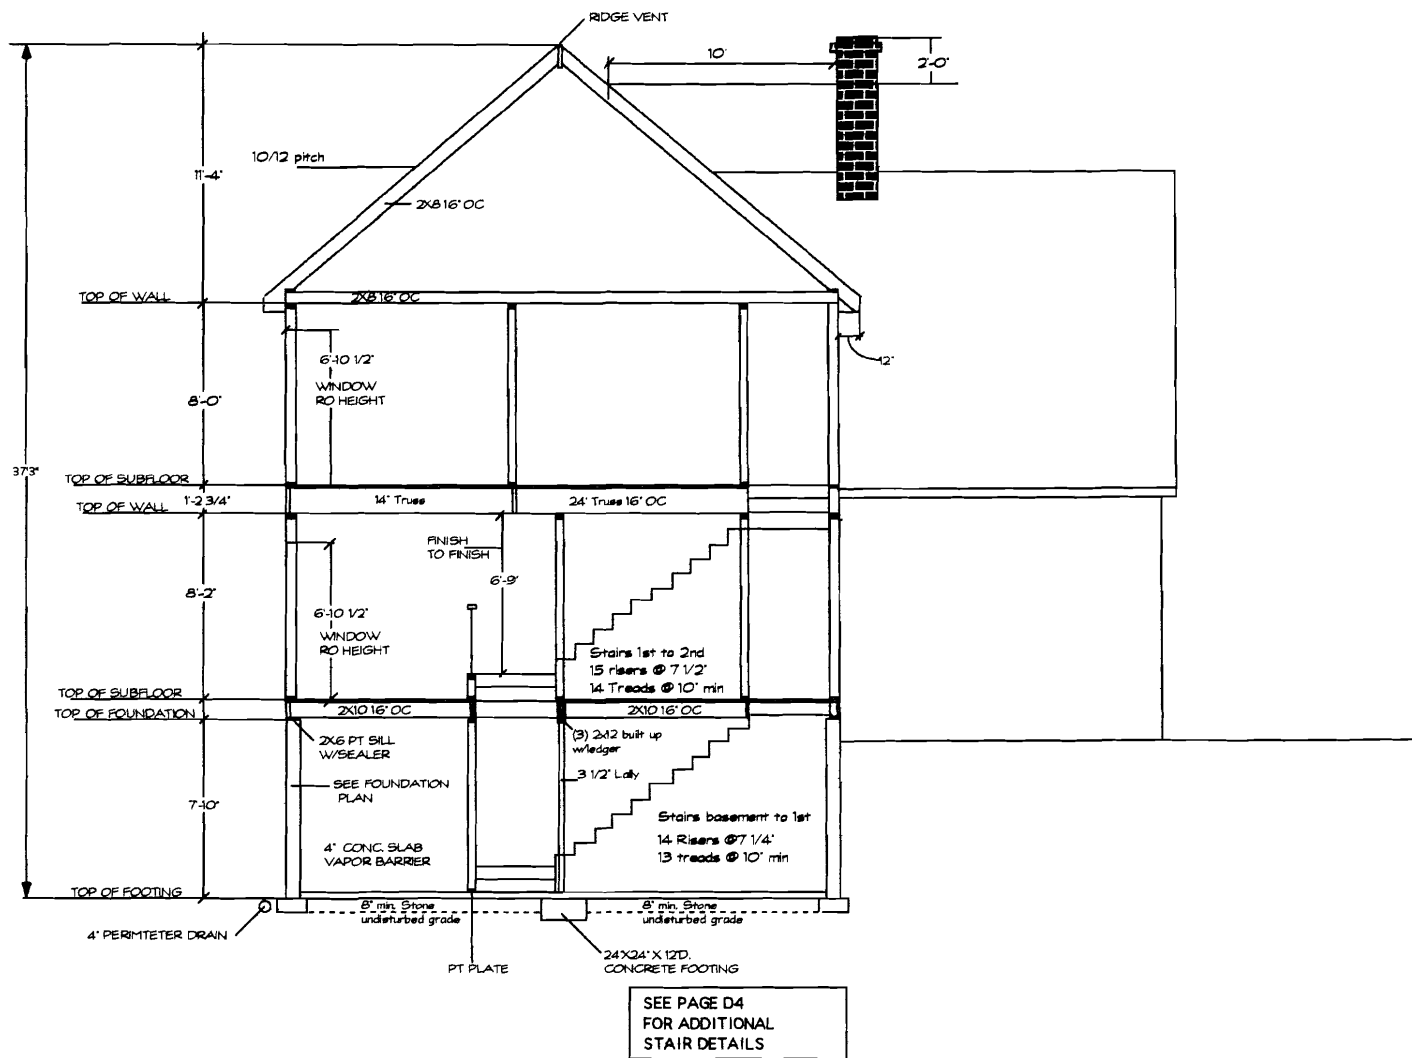 RIDGE VENT
10'
2'-0"
10/12 pitch
11'-4"
2X8 16" OC
TOP OF WALL
2X8 16" OC
12"
6'-10 1/2"
WINDOW
RO HEIGHT
8'-0"
37'3"
TOP OF SUBFLOOR
1'-2 3/4"
14" Truss
24" Truss 16" OC
TOP OF WALL
FINISH
TO FINISH
6'-9"
8'-2"
6'-10 1/2"
WINDOW
RO HEIGHT
Stairs 1st to 2nd
15 risers @ 7 1/2"
14 Treads @ 10" min
TOP OF SUBFLOOR
TOP OF FOUNDATION
2X10 16" OC
2X10 16" OC
2X6 PT SILL
W/SEALER
(3) 2x12 built up
w/ledger
3 1/2" Lally
SEE FOUNDATION
PLAN
7'-10"
Stairs basement to 1st
14 Risers @7 1/4"
13 treads @ 10" min
4" CONC. SLAB
VAPOR BARRIER
TOP OF FOOTING
8" min. Stone
undisturbed grade
8" min. Stone
undisturbed grade
4" PERIMTETER DRAIN
PT PLATE
24"X24" X 12"D.
CONCRETE FOOTING
SEE PAGE D4
FOR ADDITIONAL
STAIR DETAILS